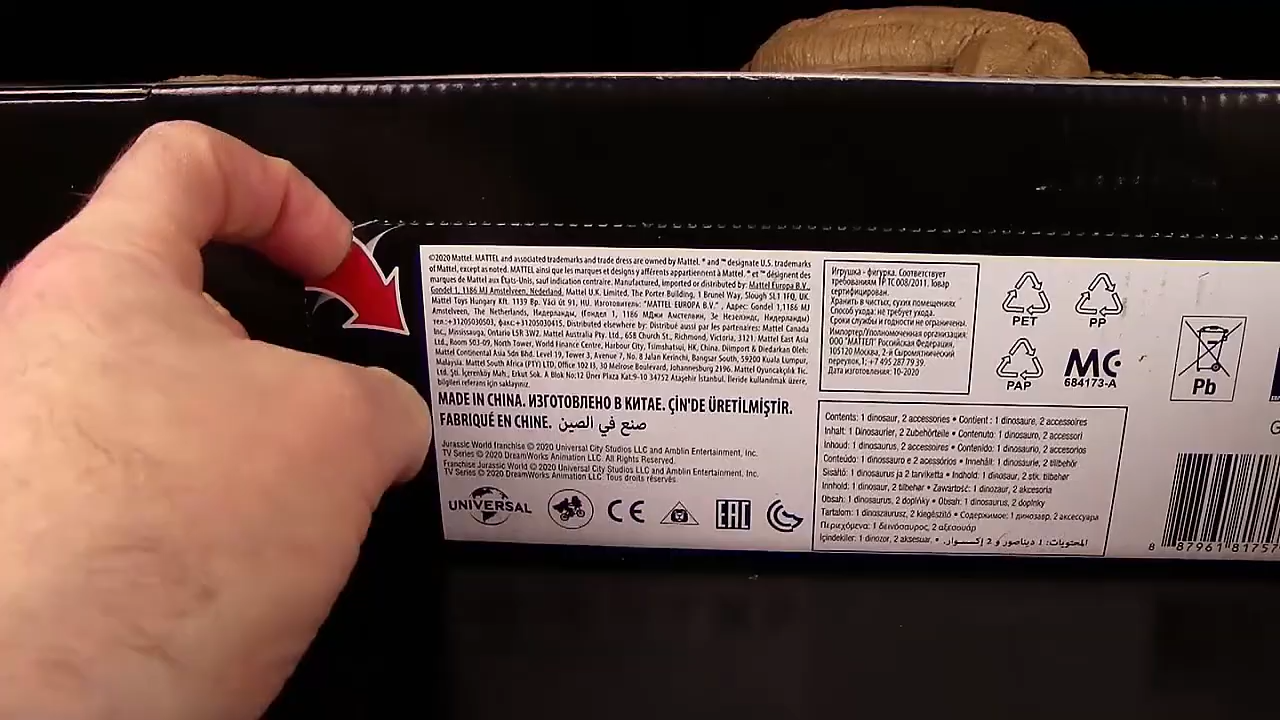 ©2020 Mattel. MATTEL and associated trademarks and trade dress are owned by Mattel. ® and ™ designate U.S. trademarks
of Mattel, except as noted. MATTEL ainsi que les marques et designs y afférents appartiennent à Mattel. ® et ™ désignent des
marques de Mattel aux États-Unis, sauf indication contraire. Manufactured, imported or distributed by: Mattel Europa B.V.,
Gondel 1, 1186 MJ Amstelveen, Nederland. Mattel U.K. Limited, The Porter Building, 1 Brunel Way, Slough SL1 1FQ, UK.
Mattel Toys Hungary Kft. 1139 Bp. Váci út 91, HU. Изготовитель: "MATTEL EUROPA B.V.", Адрес: Gondel 1,1186 MJ
Amstelveen, The Netherlands, Нидерланды, (Гондел 1, 1186 МДжи Амстелвин, Зе Незеландс, Нидерланды)
тел.:+31205030503, факс:+31205030415, Distributed elsewhere by: Distribué aussi par les partenaires: Mattel Canada
Inc., Mississauga, Ontario L5R 3W2. Mattel Australia Pty. Ltd., 658 Church St., Richmond, Victoria, 3121. Mattel East Asia
Ltd., Room 503-09, North Tower, World Finance Centre, Harbour City, Tsimshatsui, HK, China. Diimport & Diedarkan Oleh:
Mattel Continental Asia Sdn Bhd. Level 19, Tower 3, Avenue 7, No. 8 Jalan Kerinchi, Bangsar South, 59200 Kuala Lumpur,
Malaysia. Mattel South Africa (PTY) LTD, Office 102 I3, 30 Melrose Boulevard, Johannesburg 2196. Mattel Oyuncakçılık Tic.
Ltd. Şti. İçerenköy Mah., Erkut Sok. A Blok No:12 Üner Plaza Kat:9-10 34752 Ataşehir İstanbul. İleride kullanılmak üzere,
bilgileri referans için saklayınız.
MADE IN CHINA. ИЗГОТОВЛЕНО В КИТАЕ. ÇİN'DE ÜRETİLMİŞTİR.
FABRIQUÉ EN CHINE. صنع في الصين
Jurassic World franchise © 2020 Universal City Studios LLC and Amblin Entertainment, Inc.
TV Series © 2020 DreamWorks Animation LLC. All Rights Reserved.
Franchise Jurassic World © 2020 Universal City Studios LLC and Amblin Entertainment, Inc.
TV Series © 2020 DreamWorks Animation LLC. Tous droits réservés.
UNIVERSAL
CE
EAC
Игрушка - фигурка. Соответствует
требованиям ТР ТС 008/2011. Товар
сертифицирован.
Хранить в чистых, сухих помещениях
Способ ухода: не требует ухода.
Сроки службы и годности не ограничены.
Импортер/Уполномоченная организация:
ООО "МАТТЕЛ" Российская Федерация,
105120 Москва, 2-й Сыромятнический
переулок,1; +7 495 287 79 39.
Дата изготовления: 10-2020
PET
PP
PAP
MC
684173-A
Pb
Contents: 1 dinosaur, 2 accessories • Contient : 1 dinosaure, 2 accessoires
Inhalt: 1 Dinosaurier, 2 Zubehörteile • Contenuto: 1 dinosauro, 2 accessori
Inhoud: 1 dinosaurus, 2 accessoires • Contenido: 1 dinosaurio, 2 accesorios
Conteúdo: 1 dinossauro e 2 acessórios • Innehåll: 1 dinosaurie, 2 tillbehör
Sisältö: 1 dinosaurus ja 2 tarviketta • Indhold: 1 dinosaur, 2 stk. tilbehør
Innhold: 1 dinosaur, 2 tilbehør • Zawartość: 1 dinozaur, 2 akcesoria
Obsah: 1 dinosaurus, 2 doplňky • Obsah: 1 dinosaurus, 2 doplnky
Tartalom: 1 dinoszaurusz, 2 kiegészítő • Содержимое: 1 динозавр, 2 аксессуара
Περιεχόμενα: 1 δεινόσαυρος, 2 αξεσουάρ
İçindekiler: 1 dinozor, 2 aksesuar. • المحتويات: ١ ديناصور و ٢ إكسسوار.
8 87961 8175